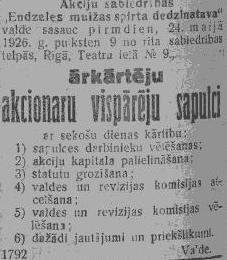 Akciju sabiedrības
„Endzeles muižas spirta dedzinatava"
valde sasauc pirmdien, 24. maijā
1926. g. pulksten 9 no rīta sabiedrības
telpās, Rīgā, Teatra ielā № 9,
ārkārtēju
akcionaru vispārēju sapulci
ar sekošu dienas kārtību:
1) sapulces darbinieku vēlēšanas;
2) akciju kapitala palielināšana;
3) statutu grozīšana;
4) valdes un revizijas komisijas at-
celšana;
5) valdes un revizijas komisijas vē-
lēšana;
6) dažādi jautājumi un priekšlikumi.
1792 Va'de.